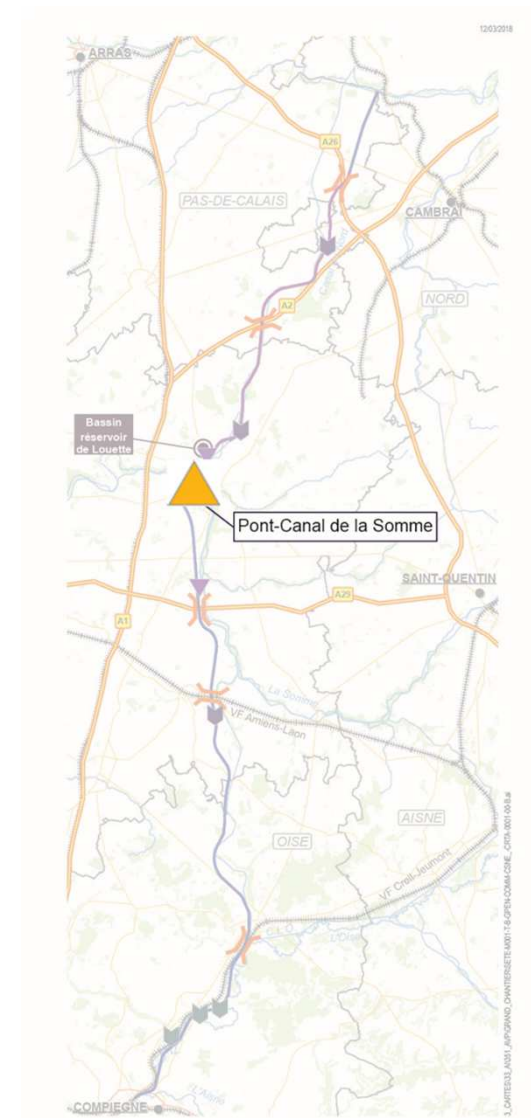 12/03/2018
ARRAS
A26
PAS-DE-CALAIS
CAMBRAI
NORD
A2
Bassin
réservoir
de Louette
Pont-Canal de la Somme
SAINT-QUENTIN
A29
A1
La Somme
VF Amiens-Laon
AISNE
OISE
VF Creil-Jeumont
C.L.O.
L'Oise
L'Aisne
COMPIEGNE